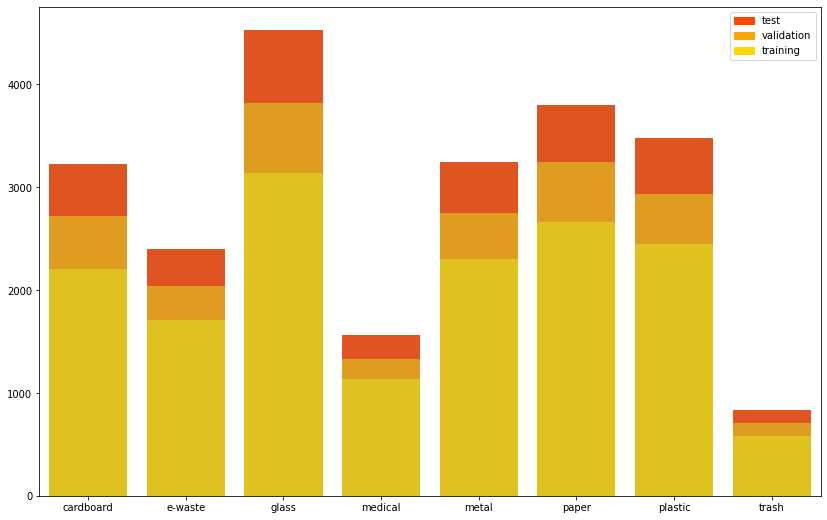 test
validation
training
4000
3000
2000
1000
0
cardboard e-waste glass medical metal paper plastic trash